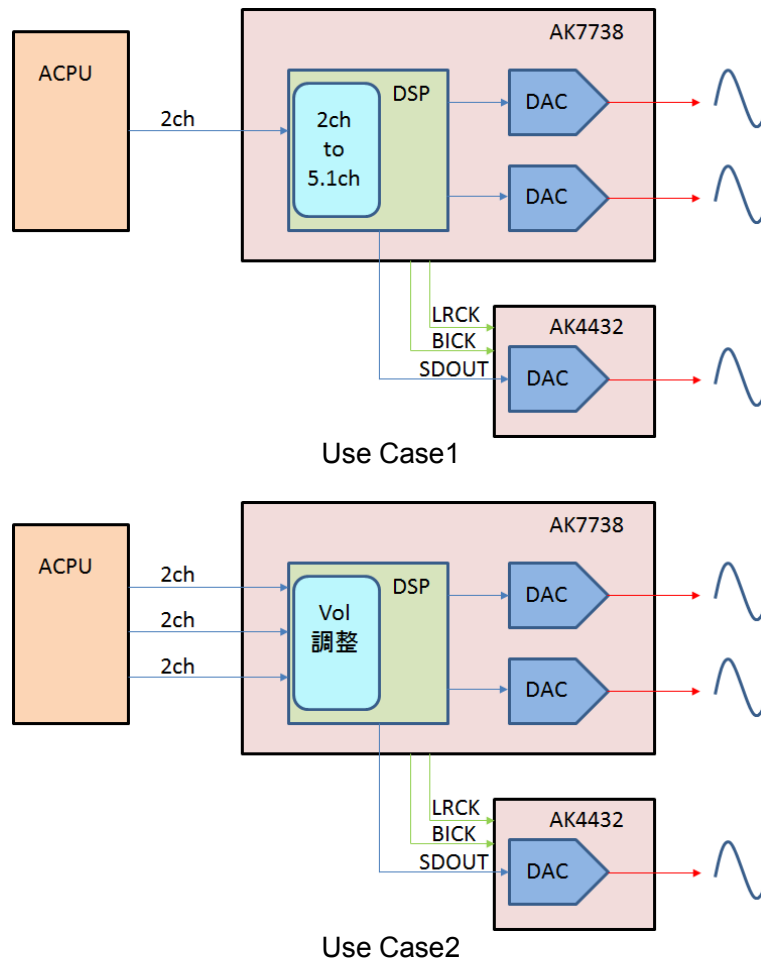 AK7738
ACPU
DSP
2ch
2ch
to
5.1ch
DAC
DAC
LRCK
BICK
SDOUT
AK4432
DAC
Use Case1
AK7738
ACPU
DSP
2ch
2ch
2ch
Vol
調整
DAC
DAC
LRCK
BICK
SDOUT
AK4432
DAC
Use Case2